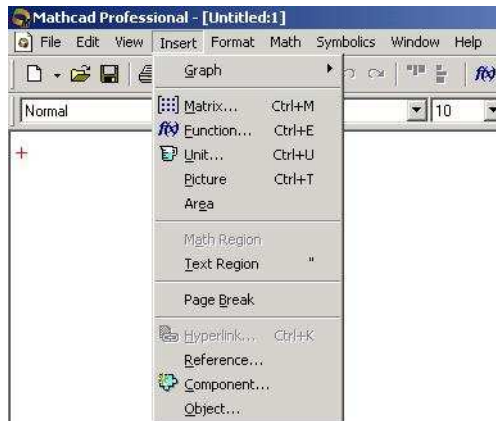 Mathcad Professional - [Untitled:1]
File Edit View Insert Format Math Symbolics Window Help
Normal 10
Graph
Matrix... Ctrl+M
Function... Ctrl+E
Unit... Ctrl+U
Picture Ctrl+T
Area
Math Region
Text Region "
Page Break
Hyperlink... Ctrl+K
Reference...
Component...
Object...